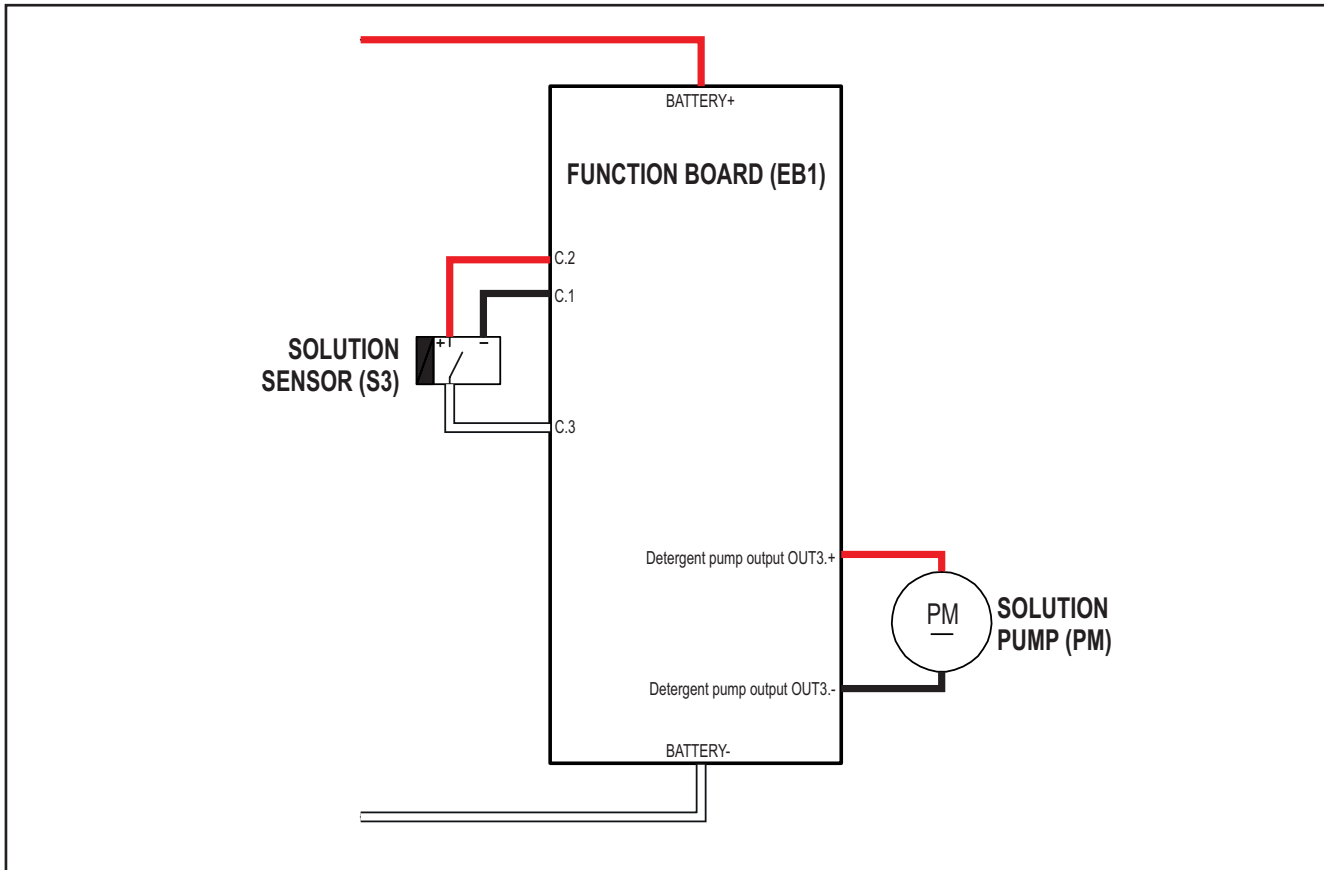 BATTERY+
FUNCTION BOARD (EB1)
C.2
C.1
+ −
SOLUTION
SENSOR (S3)
C.3
Detergent pump output OUT3.+
PM
SOLUTION
PUMP (PM)
Detergent pump output OUT3.-
BATTERY-